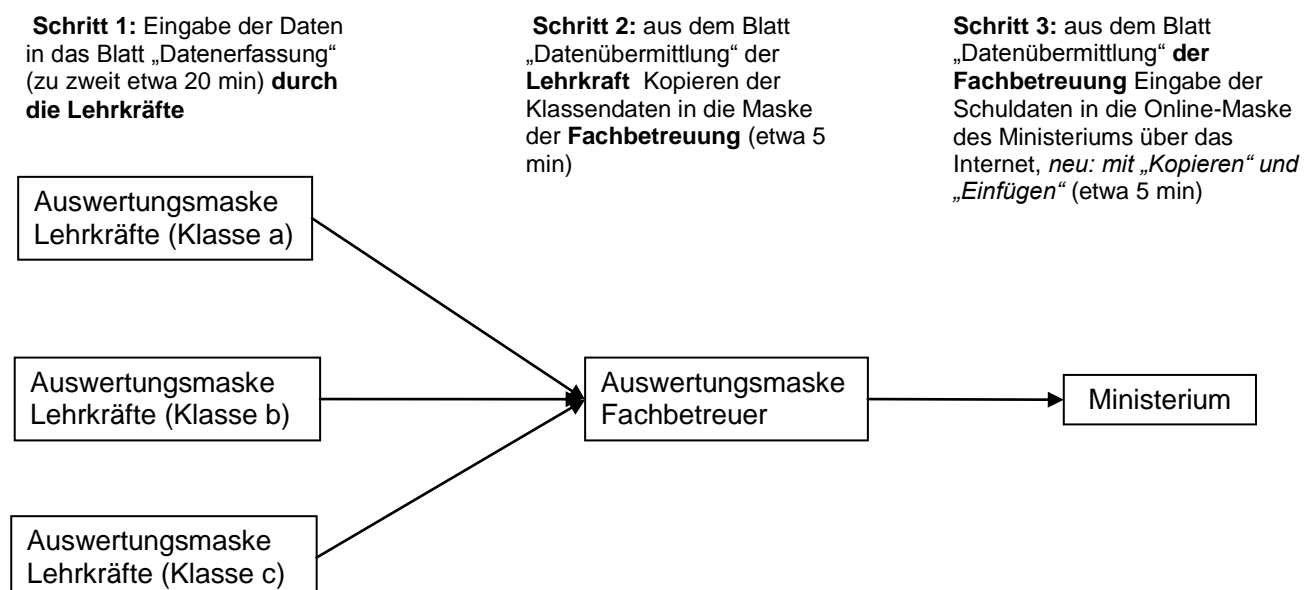 Schritt 1: Eingabe der Daten
in das Blatt „Datenerfassung“
(zu zweit etwa 20 min) durch
die Lehrkräfte
Schritt 2: aus dem Blatt
„Datenübermittlung“ der
Lehrkraft Kopieren der
Klassendaten in die Maske
der Fachbetreuung (etwa 5
min)
Schritt 3: aus dem Blatt
„Datenübermittlung“ der
Fachbetreuung Eingabe der
Schuldaten in die Online-Maske
des Ministeriums über das
Internet, neu: mit „Kopieren“ und
„Einfügen“ (etwa 5 min)
Auswertungsmaske
Lehrkräfte (Klasse a)
Auswertungsmaske
Lehrkräfte (Klasse b)
Auswertungsmaske
Fachbetreuer
Ministerium
Auswertungsmaske
Lehrkräfte (Klasse c)